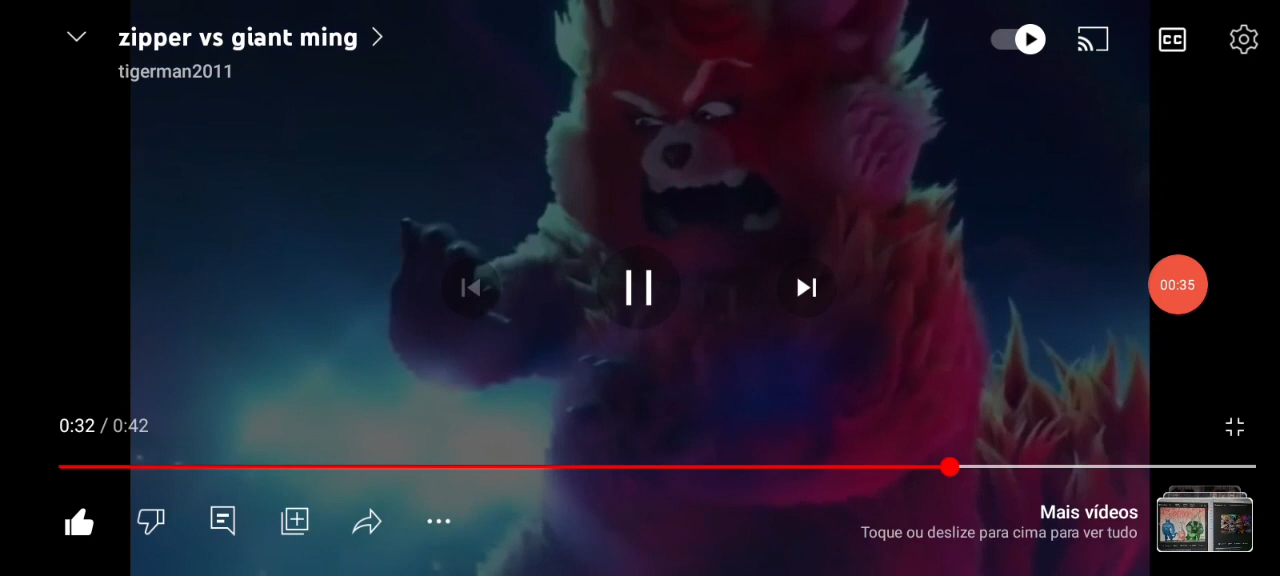 zipper vs giant ming
tigerman2011
CC
00:35
0:32 / 0:42
Mais vídeos
Toque ou deslize para cima para ver tudo